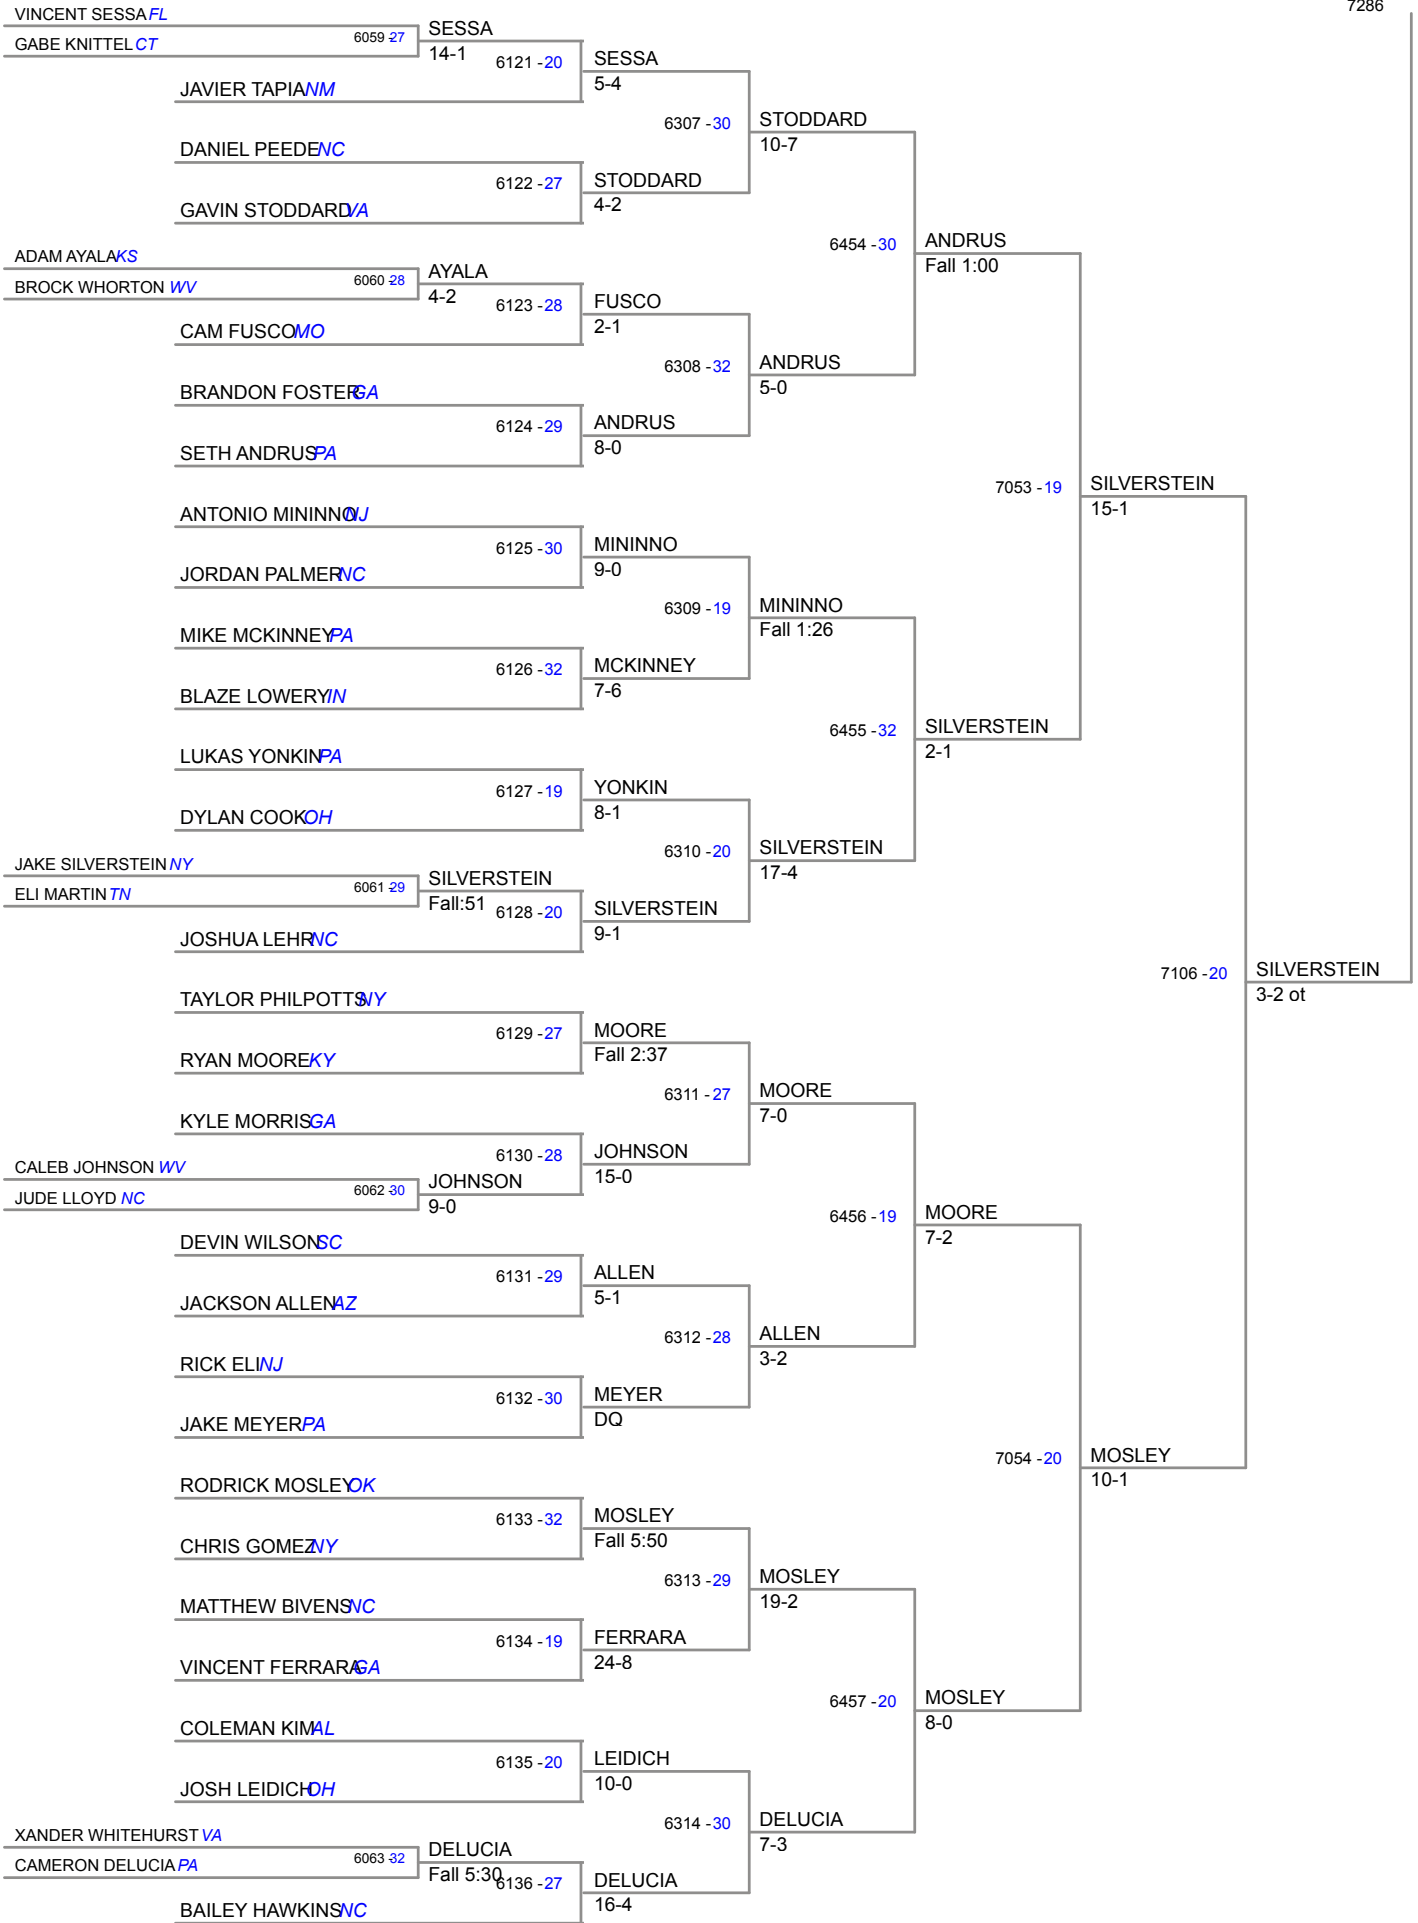 7286
VINCENT SESSA FL
GABE KNITTEL CT
6059 -27
SESSA
14-1
6121 -20
JAVIER TAPIA NM
SESSA
5-4
6307 -30
DANIEL PEEDE NC
6122 -27
GAVIN STODDARD VA
STODDARD
4-2
STODDARD
10-7
6454 -30
ADAM AYALA KS
BROCK WHORTON WV
6060 -28
AYALA
4-2
6123 -28
CAM FUSCO MO
FUSCO
2-1
6308 -32
BRANDON FOSTER GA
6124 -29
SETH ANDRUS PA
ANDRUS
8-0
ANDRUS
5-0
ANDRUS
Fall 1:00
7053 -19
ANTONIO MININNO NJ
6125 -30
JORDAN PALMER NC
MININNO
9-0
6309 -19
MIKE MCKINNEY PA
6126 -32
BLAZE LOWERY IN
MCKINNEY
7-6
MININNO
Fall 1:26
6455 -32
LUKAS YONKIN PA
6127 -19
DYLAN COOK OH
YONKIN
8-1
6310 -20
JAKE SILVERSTEIN NY
ELI MARTIN TN
6061 -29
SILVERSTEIN
Fall:51
6128 -20
JOSHUA LEHR NC
SILVERSTEIN
9-1
SILVERSTEIN
17-4
SILVERSTEIN
2-1
SILVERSTEIN
15-1
7106 -20
SILVERSTEIN
3-2 ot
TAYLOR PHILPOTTS NY
6129 -27
RYAN MOORE KY
MOORE
Fall 2:37
6311 -27
KYLE MORRIS GA
6130 -28
CALEB JOHNSON WV
JUDE LLOYD NC
6062 -30
JOHNSON
9-0
JOHNSON
15-0
MOORE
7-0
6456 -19
DEVIN WILSON SC
6131 -29
JACKSON ALLEN AZ
ALLEN
5-1
6312 -28
RICK ELI NJ
6132 -30
JAKE MEYER PA
MEYER
DQ
ALLEN
3-2
MOORE
7-2
7054 -20
RODRICK MOSLEY OK
6133 -32
CHRIS GOMEZ NY
MOSLEY
Fall 5:50
6313 -29
MATTHEW BIVENS NC
6134 -19
VINCENT FERRARA GA
FERRARA
24-8
MOSLEY
19-2
6457 -20
COLEMAN KIM AL
6135 -20
JOSH LEIDICH OH
LEIDICH
10-0
6314 -30
XANDER WHITEHURST VA
CAMERON DELUCIA PA
6063 -32
DELUCIA
Fall 5:30
6136 -27
BAILEY HAWKINS NC
DELUCIA
16-4
DELUCIA
7-3
MOSLEY
8-0
MOSLEY
10-1